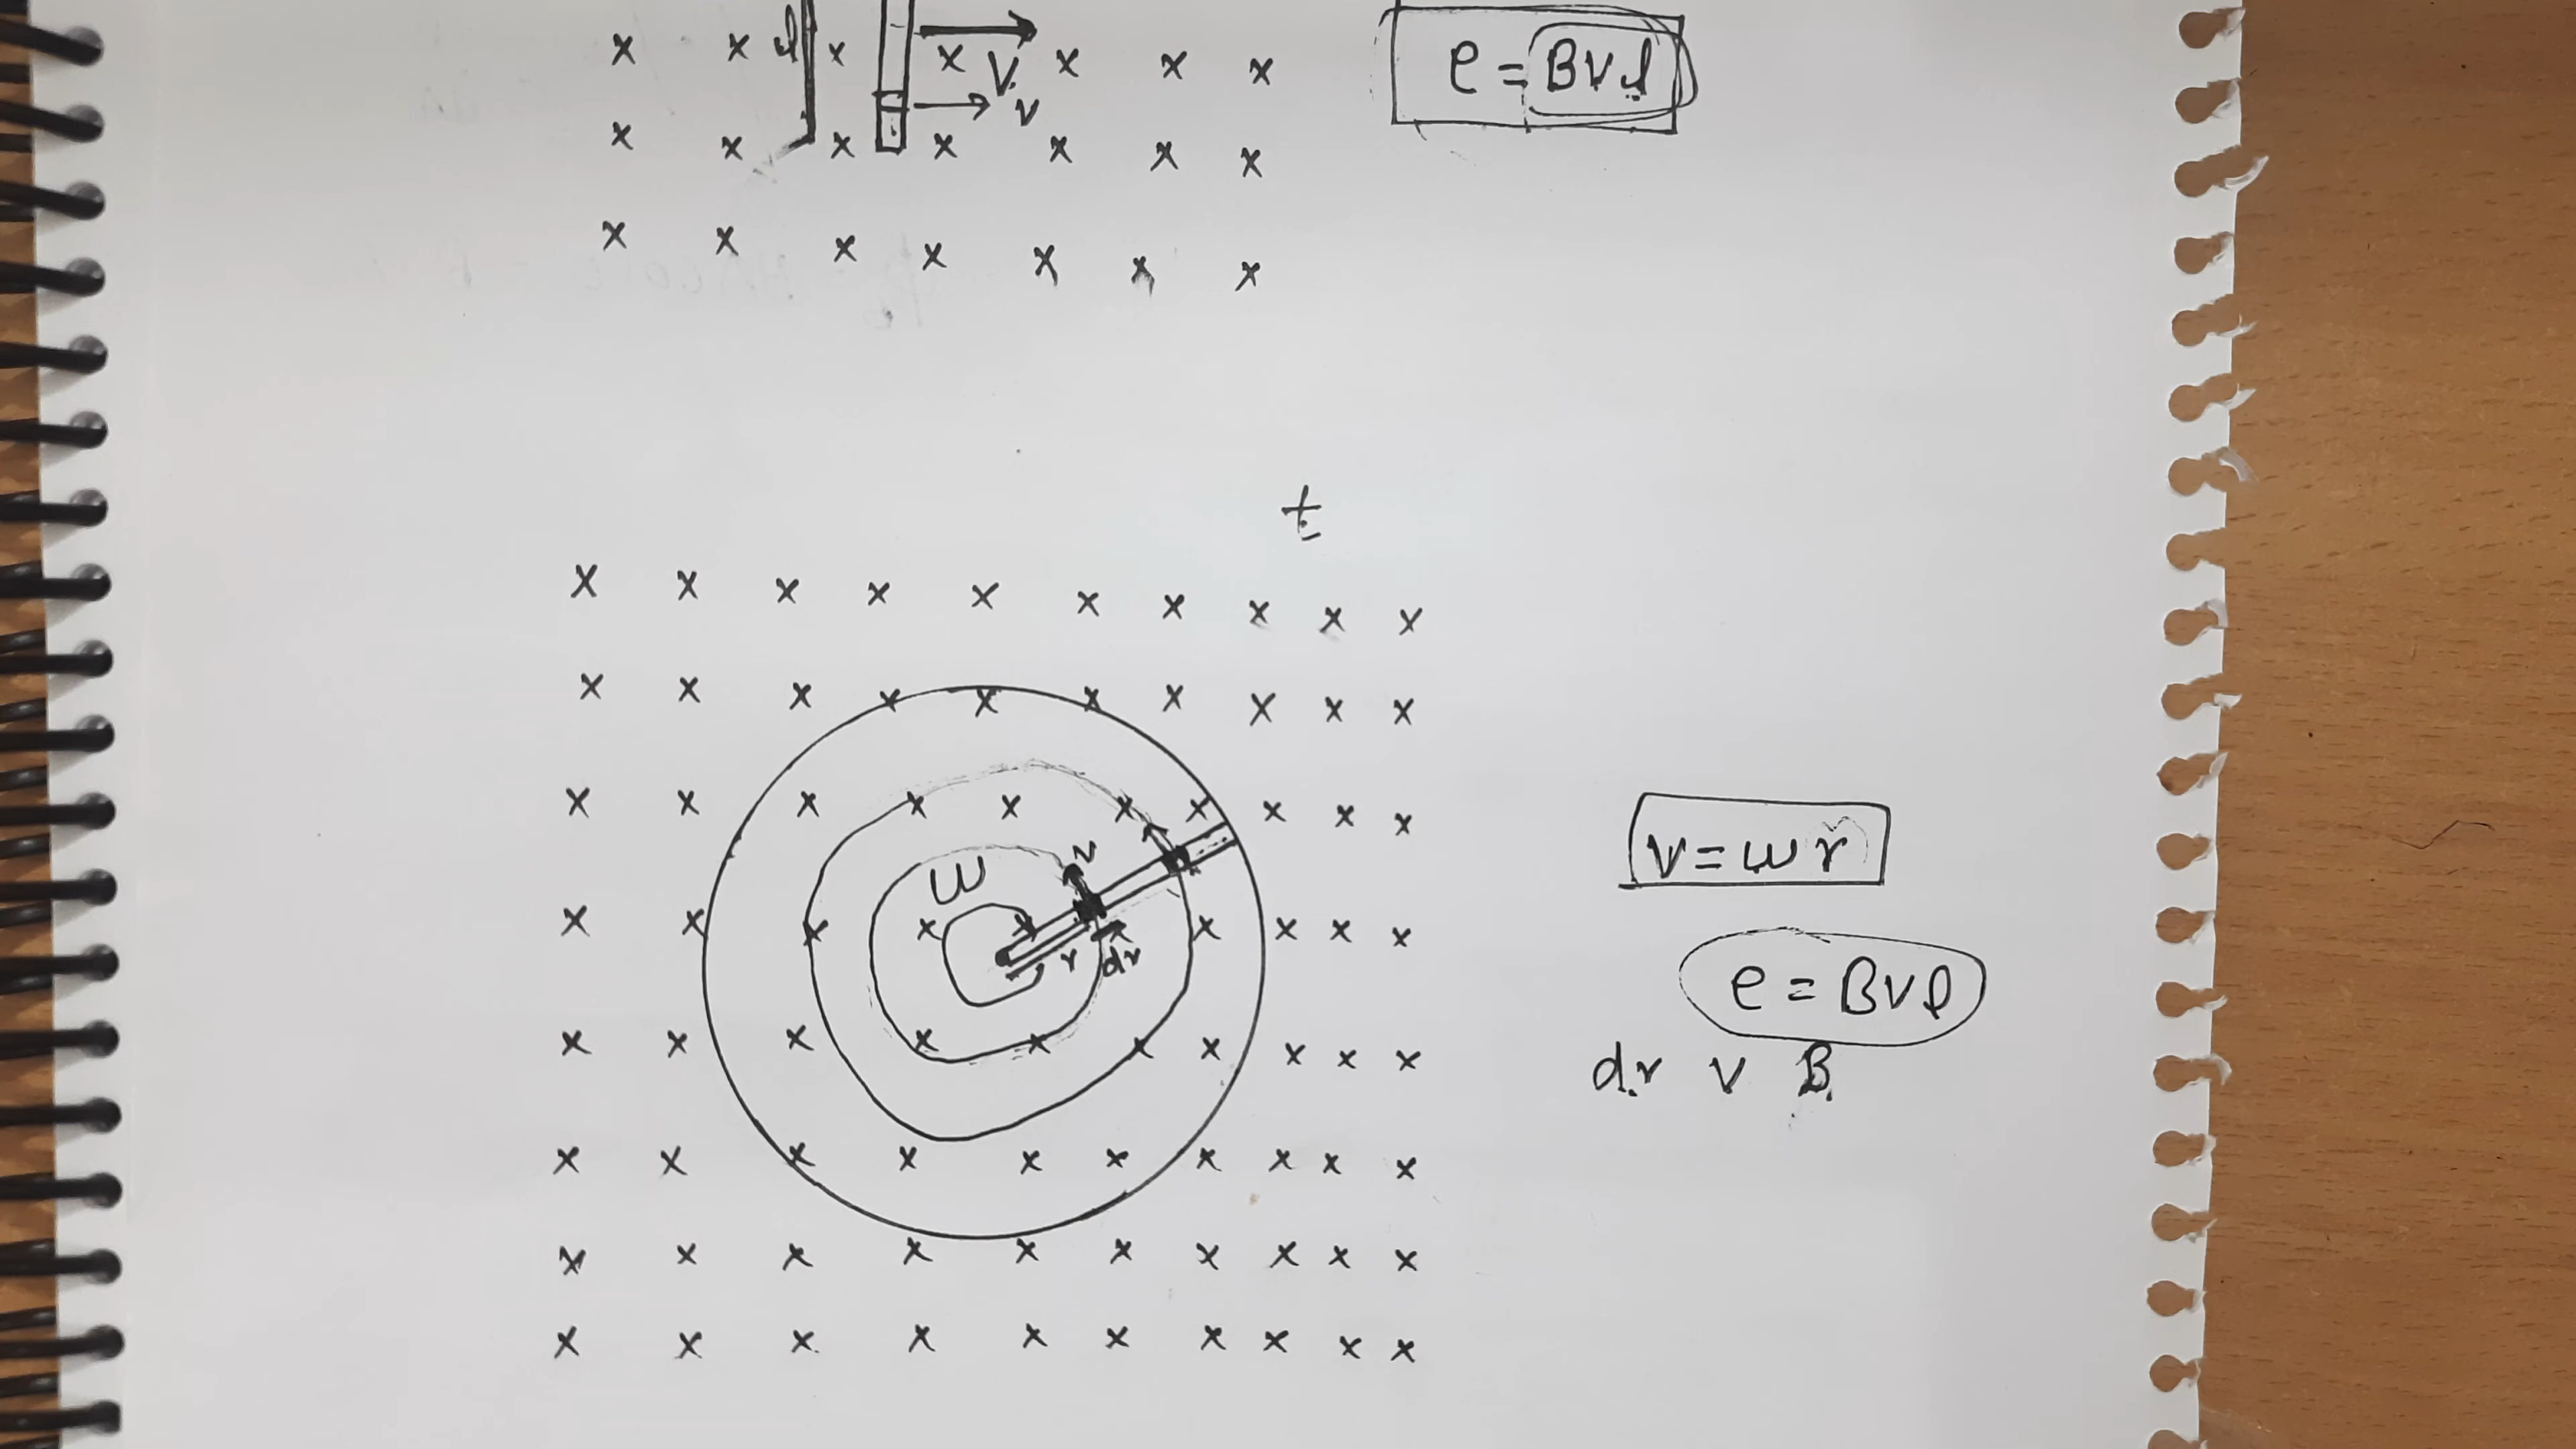 l x x x V x x x e = Bvl
x x x x v x x x
x x x x x x x
t
x x x x x x x x x x
x x x x x x x x x x
x x x x x x x x x x
v = ωr
ω v
x x x x x x x x x
r dr
e = Bvl
x x x x x x x x x x
dr v B
x x x x x x x x x x
x x x x x x x x x x
x x x x x x x x x x